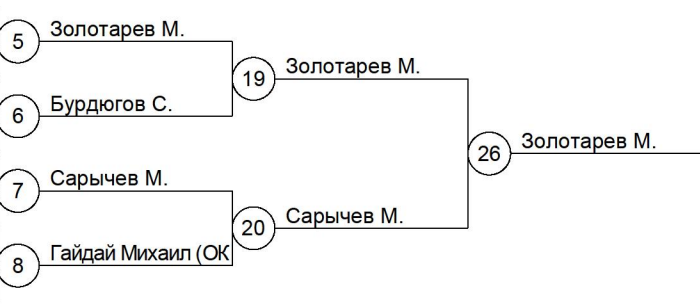 5 Золотарев М.
19 Золотарев М.
6 Бурдюгов С.
26 Золотарев М.
7 Сарычев М.
20 Сарычев М.
8 Гайдай Михаил (ОК